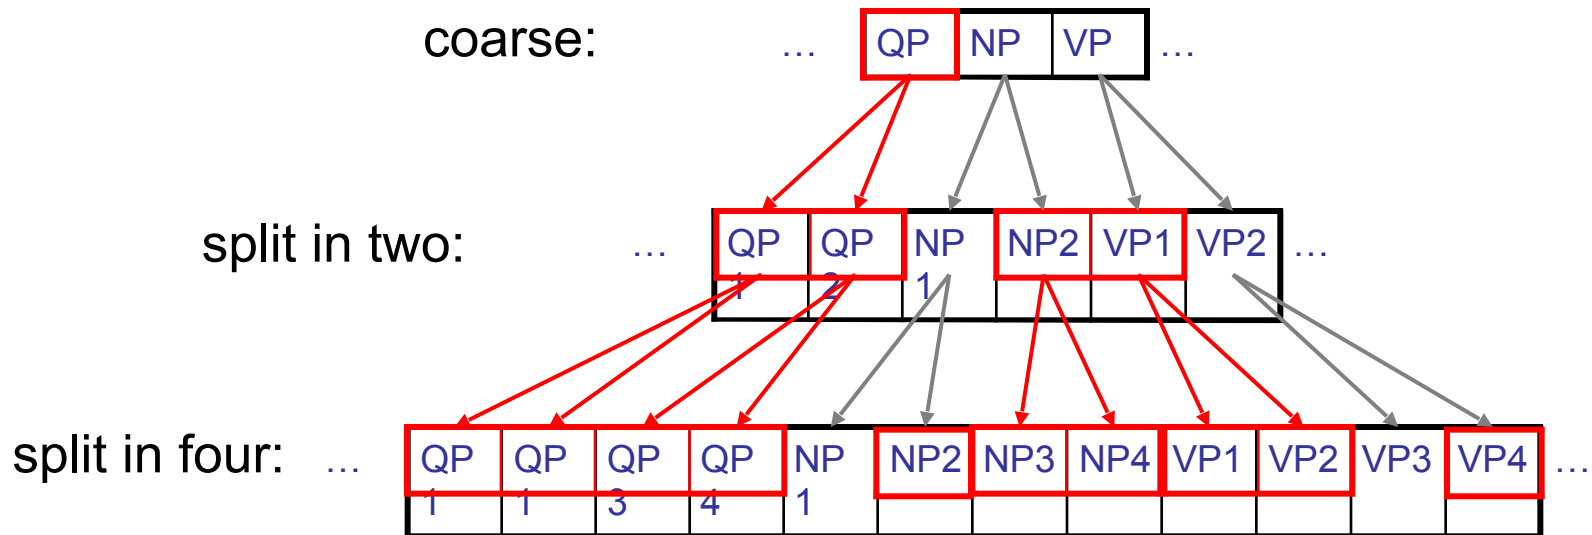 coarse: … QP NP VP …
split in two: … QP 1 QP 2 NP 1 NP2 VP1 VP2 …
split in four: … QP 1 QP 1 QP 3 QP 4 NP 1 NP2 NP3 NP4 VP1 VP2 VP3 VP4 …